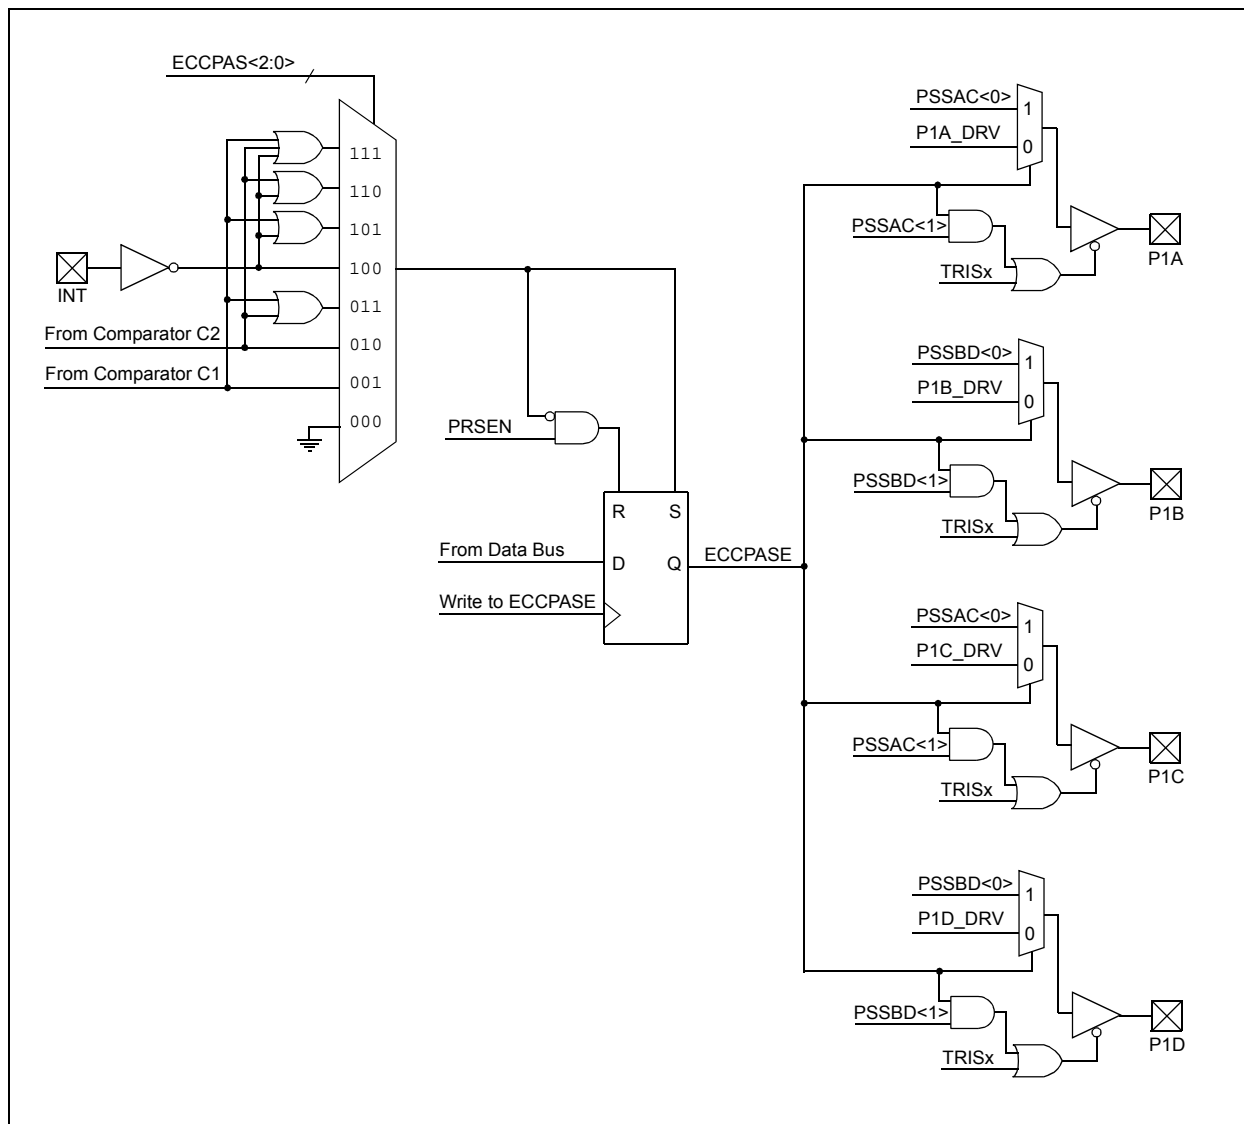 ECCPAS<2:0>
111
110
101
100
011
010
001
000
INT
From Comparator C2
From Comparator C1
PRSEN
R S
From Data Bus
D Q
ECCPASE
Write to ECCPASE
PSSAC<0>
1
P1A_DRV
0
PSSAC<1>
TRISx
P1A
PSSBD<0>
1
P1B_DRV
0
PSSBD<1>
TRISx
P1B
PSSAC<0>
1
P1C_DRV
0
PSSAC<1>
TRISx
P1C
PSSBD<0>
1
P1D_DRV
0
PSSBD<1>
TRISx
P1D